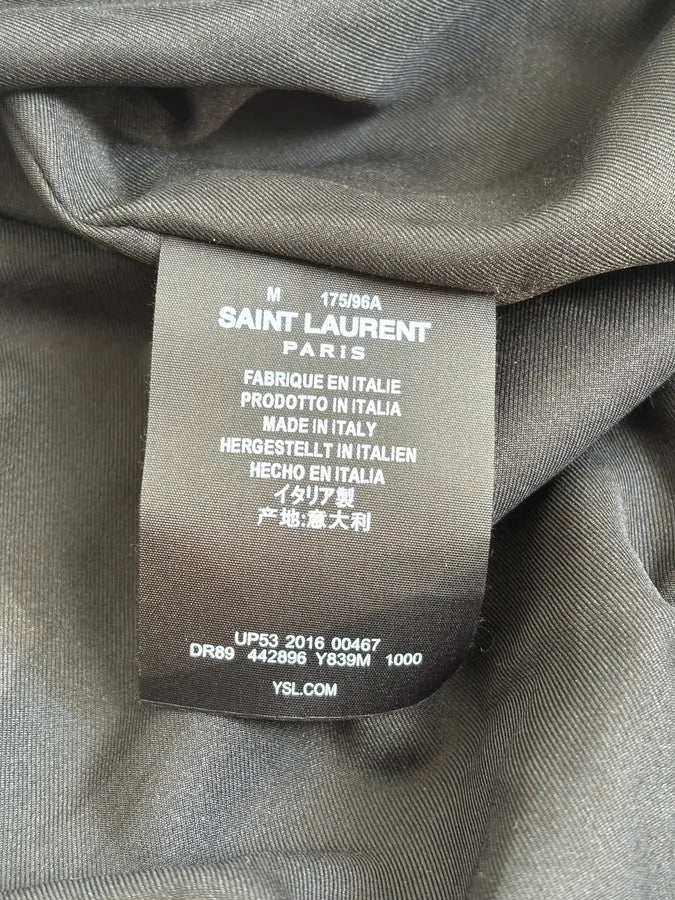 M 175/96A
SAINT LAURENT
PARIS
FABRIQUE EN ITALIE
PRODOTTO IN ITALIA
MADE IN ITALY
HERGESTELLT IN ITALIEN
HECHO EN ITALIA
イタリア製
产地:意大利
UP53 2016 00467
DR89 442896 Y839M 1000
YSL.COM